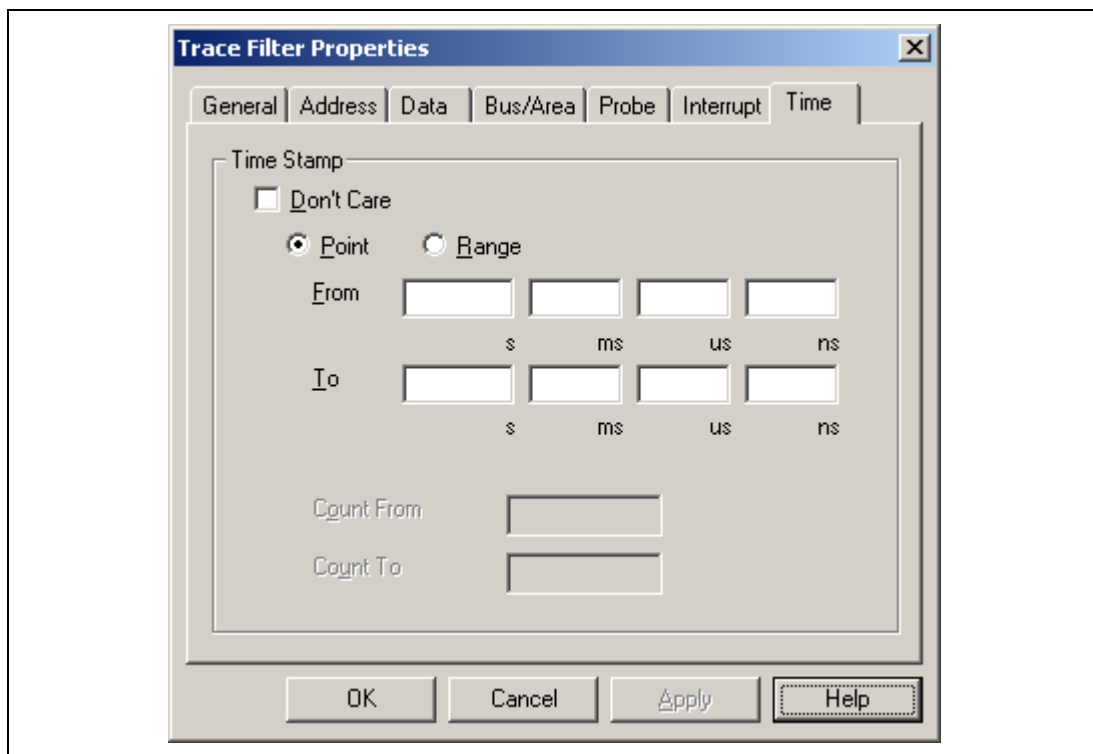 Trace Filter Properties
General Address Data Bus/Area Probe Interrupt Time
Time Stamp
Don't Care
Point Range
From
s ms us ns
To
s ms us ns
Count From
Count To
OK Cancel Apply Help